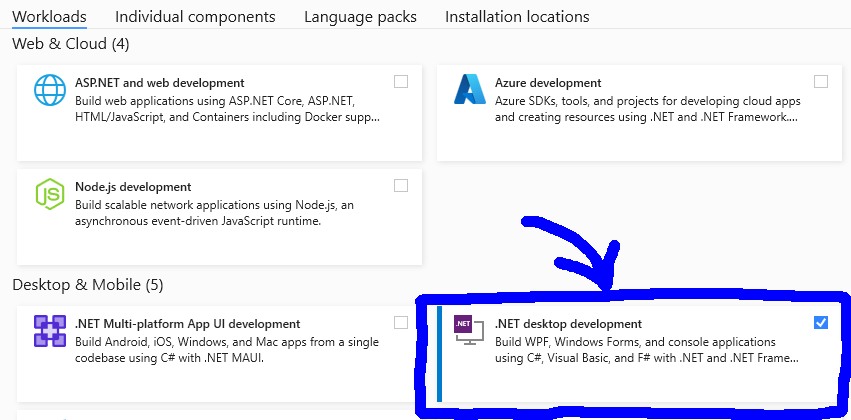 Workloads Individual components Language packs Installation locations
Web & Cloud (4)
ASP.NET and web development
Build web applications using ASP.NET Core, ASP.NET,
HTML/JavaScript, and Containers including Docker supp...
Azure development
Azure SDKs, tools, and projects for developing cloud apps
and creating resources using .NET and .NET Framework....
Node.js development
Build scalable network applications using Node.js, an
asynchronous event-driven JavaScript runtime.
Desktop & Mobile (5)
.NET Multi-platform App UI development
Build Android, iOS, Windows, and Mac apps from a single
codebase using C# with .NET MAUI.
.NET
.NET desktop development
Build WPF, Windows Forms, and console applications
using C#, Visual Basic, and F# with .NET and .NET Frame...